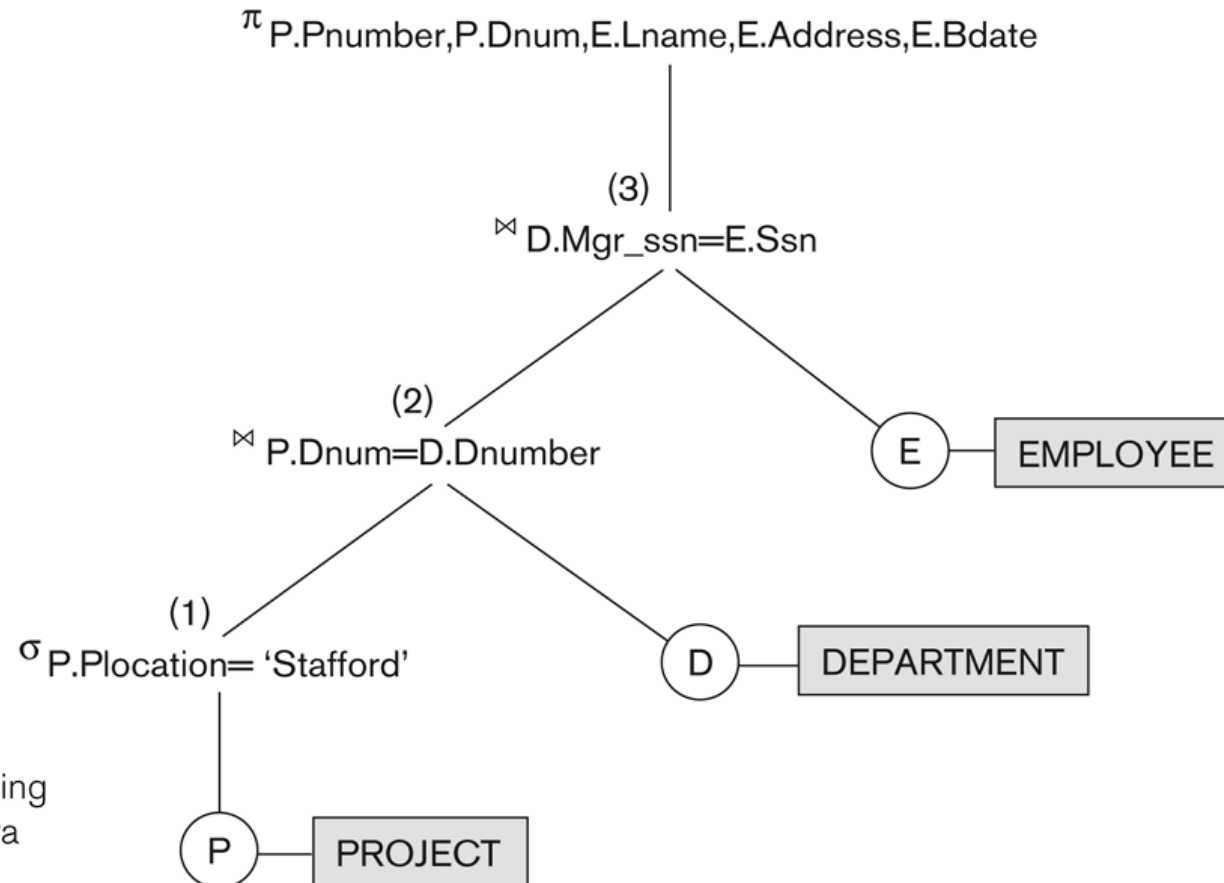 π P.Pnumber,P.Dnum,E.Lname,E.Address,E.Bdate
(3)
⋈ D.Mgr_ssn=E.Ssn
(2)
⋈ P.Dnum=D.Dnumber
E EMPLOYEE
(1)
σ P.Plocation= ‘Stafford’
D DEPARTMENT
ing
a
P PROJECT